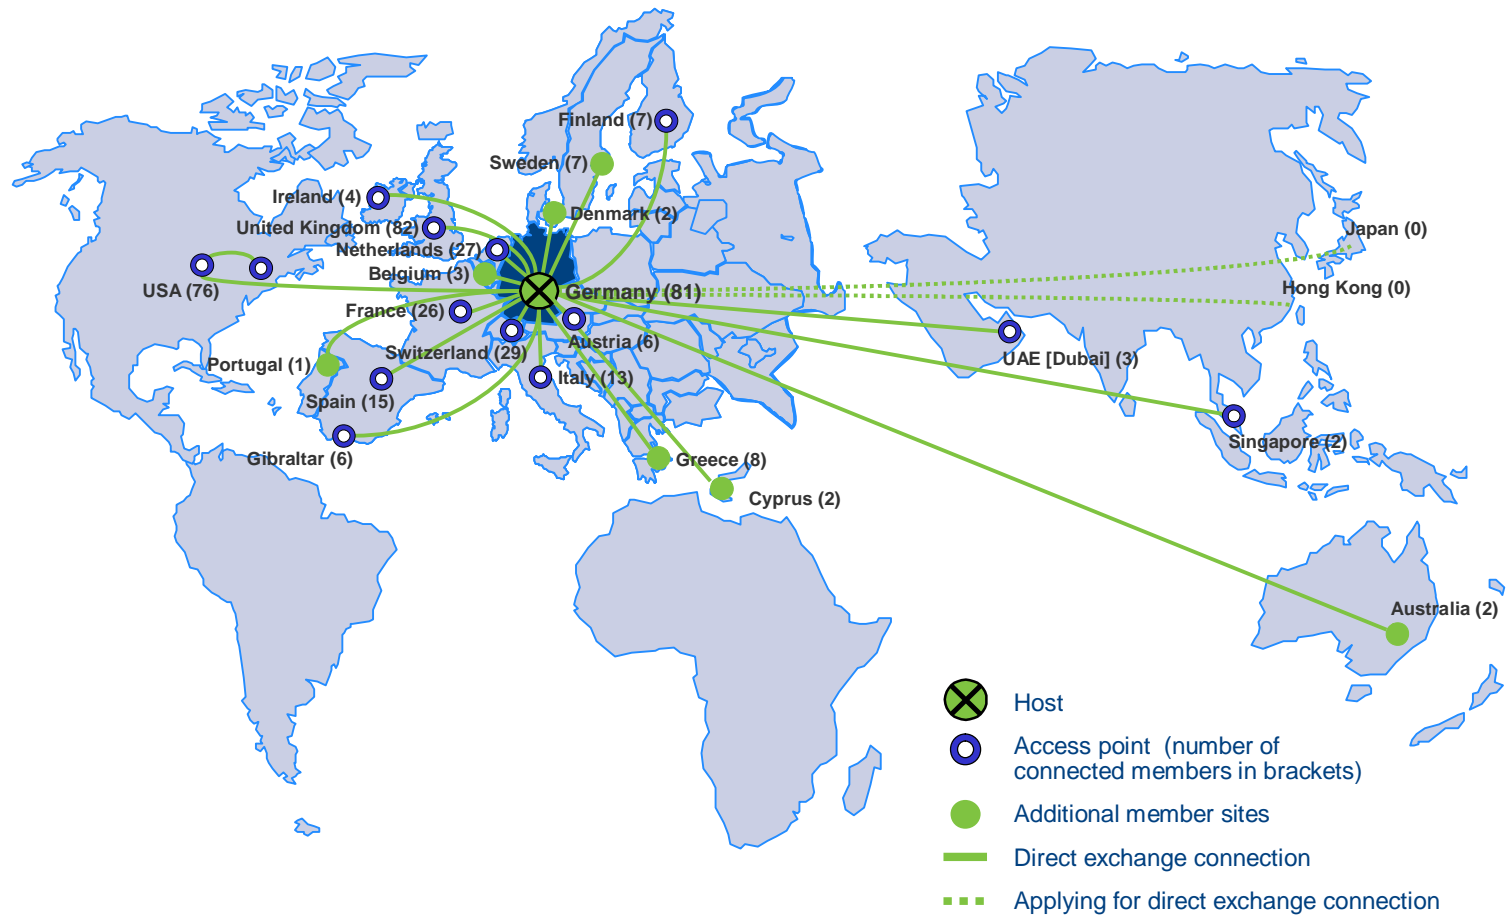 Finland (7)
Sweden (7)
Ireland (4)
Denmark (2)
United Kingdom (82)
Japan (0)
Netherlands (27)
Belgium (3)
USA (76)
Germany (81)
Hong Kong (0)
France (26)
Austria (6)
Switzerland (29)
UAE [Dubai] (3)
Portugal (1)
Italy (13)
Spain (15)
Singapore (2)
Gibraltar (6)
Greece (8)
Cyprus (2)
Australia (2)
Host
Access point (number of
connected members in brackets)
Additional member sites
Direct exchange connection
Applying for direct exchange connection